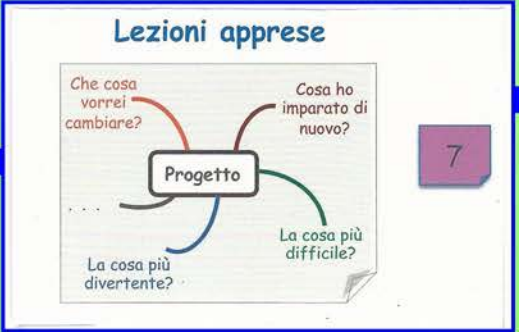 Lezioni apprese
Che cosa
vorrei
cambiare?
Cosa ho
imparato di
nuovo?
7
Progetto
...
La cosa più
difficile?
La cosa più
divertente?